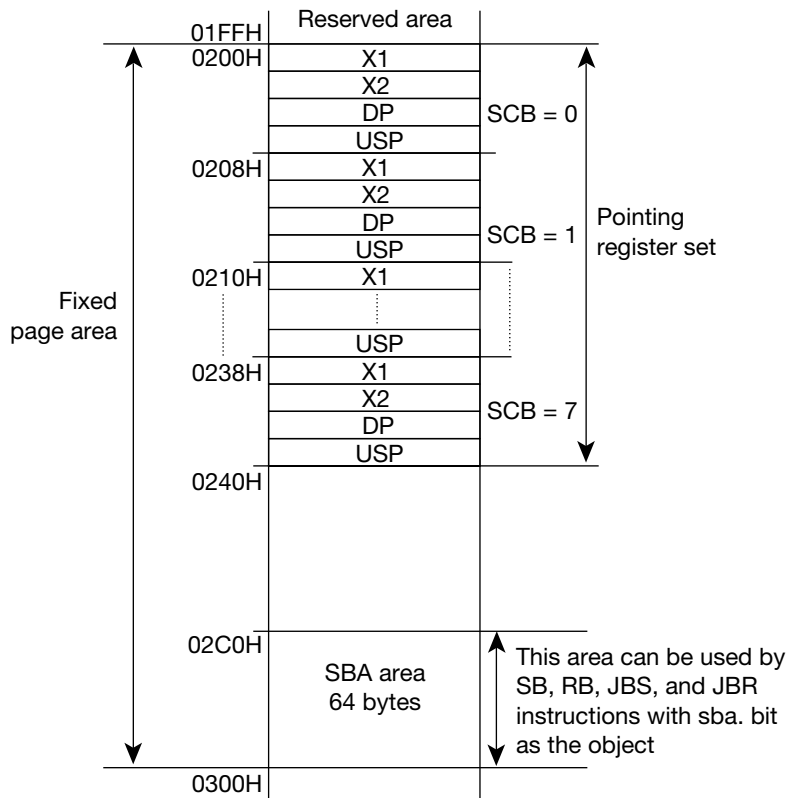 Reserved area
01FFH
0200H
X1
X2
DP
SCB = 0
USP
0208H
X1
X2
DP
SCB = 1
USP
Pointing
register set
0210H
X1
Fixed
page area
USP
0238H
X1
X2
DP
SCB = 7
USP
0240H
02C0H
SBA area
64 bytes
This area can be used by
SB, RB, JBS, and JBR
instructions with sba. bit
as the object
0300H